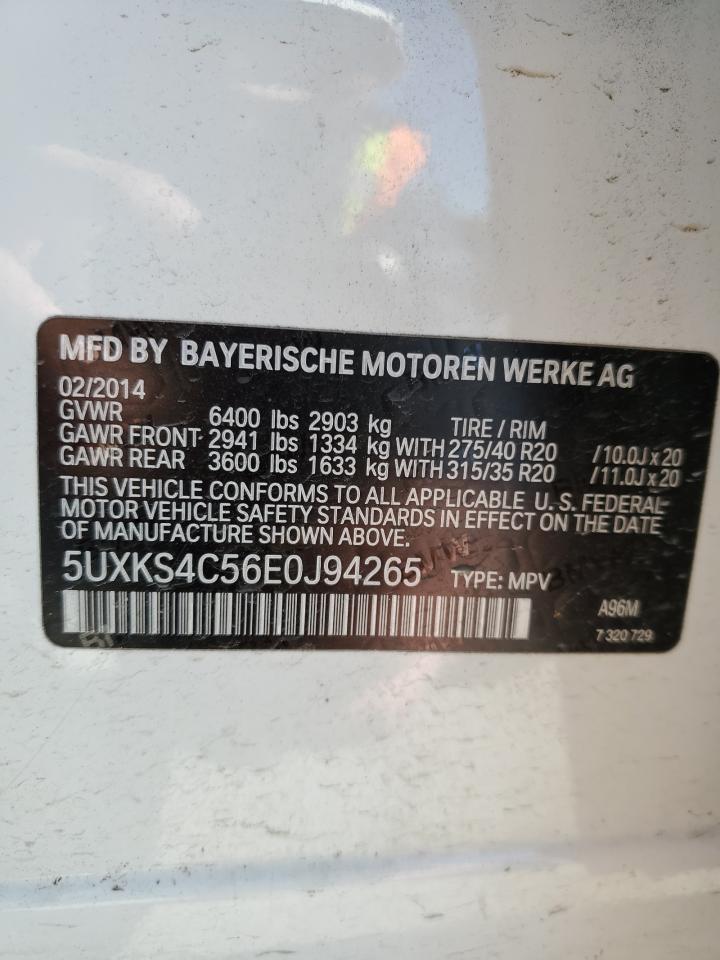 MFD BY BAYERISCHE MOTOREN WERKE AG
02/2014
GVWR 6400 lbs 2903 kg TIRE / RIM
GAWR FRONT 2941 lbs 1334 kg WITH 275/40 R20 /10.0J x 20
GAWR REAR 3600 lbs 1633 kg WITH 315/35 R20 /11.0J x 20
THIS VEHICLE CONFORMS TO ALL APPLICABLE U. S. FEDERAL
MOTOR VEHICLE SAFETY STANDARDS IN EFFECT ON THE DATE
OF MANUFACTURE SHOWN ABOVE.
5UXKS4C56E0J94265 TYPE: MPV
A96M
7 320 729